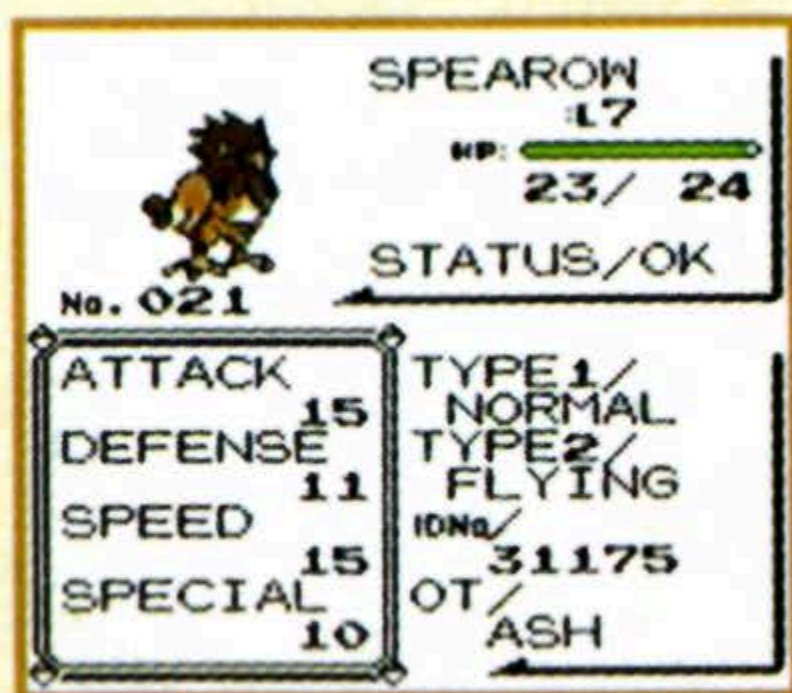 SPEAROW
:L7
HP:
23/ 24
STATUS/OK
No. 021
ATTACK
15
DEFENSE
11
SPEED
15
SPECIAL
10
TYPE1/
NORMAL
TYPE2/
FLYING
IDNo/
31175
OT/
ASH